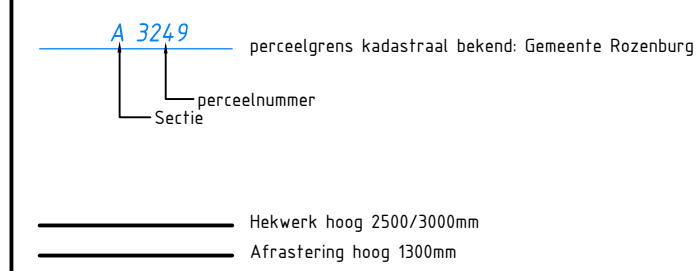 A 3249
perceelgrens kadastraal bekend: Gemeente Rozenburg
perceelnummer
Sectie
Hekwerk hoog 2500/3000mm
Afrastering hoog 1300mm